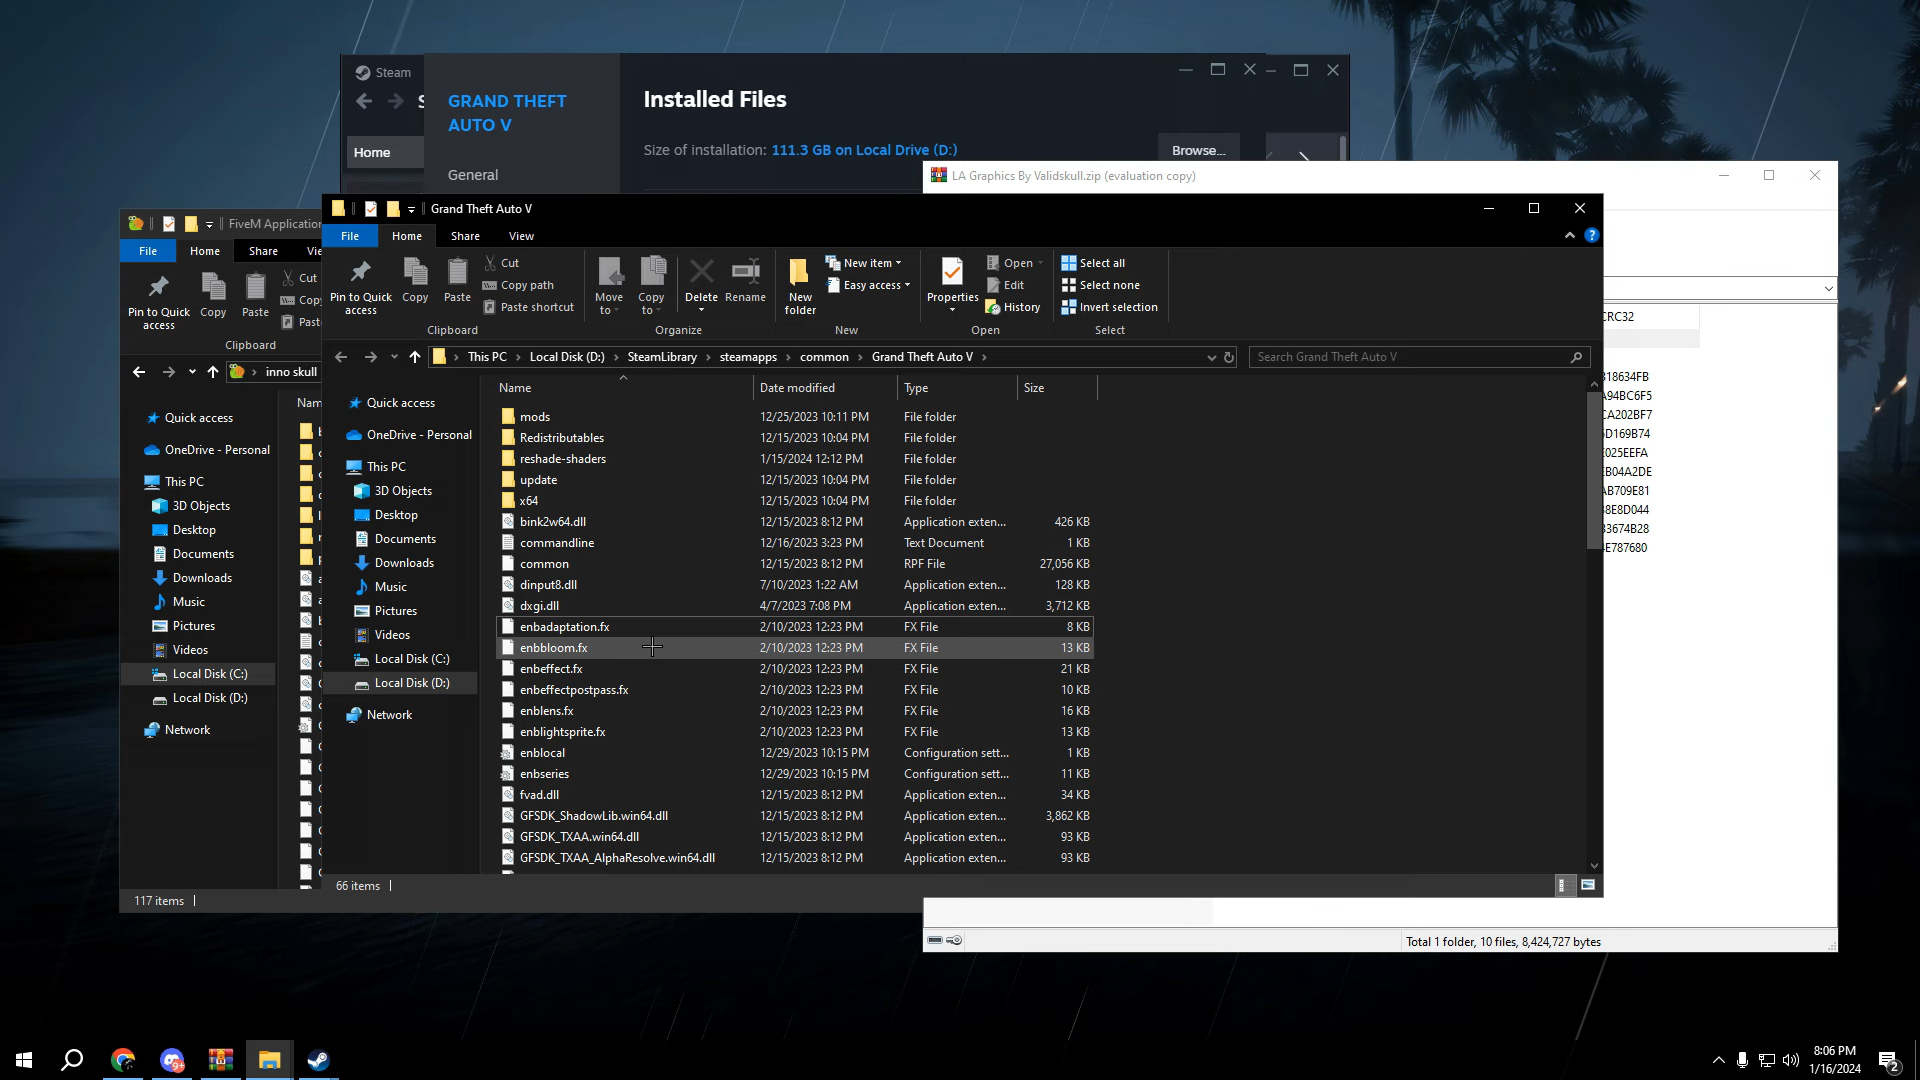 Steam
GRAND THEFT
AUTO V
Installed Files
Size of installation: 111.3 GB on Local Drive (D:)
Browse...
Home
General
LA Graphics By Validskull.zip (evaluation copy)
CRC32
318634FB
A94BC6F5
CA202BF7
6D169B74
025EEFA
EB04A2DE
AB709E81
38E8D044
33674B28
4E787680
Total 1 folder, 10 files, 8,424,727 bytes
FiveM Application
File
Home
Share
Vie
Pin to Quick
access
Copy
Paste
Cut
Copy
Paste
Clipboard
inno skull
Nam
Quick access
OneDrive - Personal
This PC
3D Objects
Desktop
Documents
Downloads
Music
Pictures
Videos
Local Disk (C:)
Local Disk (D:)
Network
117 items
Grand Theft Auto V
File
Home
Share
View
Pin to Quick
access
Copy
Paste
Cut
Copy path
Paste shortcut
Clipboard
Move
to
Copy
to
Delete
Rename
Organize
New
folder
New item
Easy access
New
Properties
Open
Edit
History
Open
Select all
Select none
Invert selection
Select
This PC > Local Disk (D:) > SteamLibrary > steamapps > common > Grand Theft Auto V >
Search Grand Theft Auto V
Quick access
OneDrive - Personal
This PC
3D Objects
Desktop
Documents
Downloads
Music
Pictures
Videos
Local Disk (C:)
Local Disk (D:)
Network
Name Date modified Type Size
mods 12/25/2023 10:11 PM File folder
Redistributables 12/15/2023 10:04 PM File folder
reshade-shaders 1/15/2024 12:12 PM File folder
update 12/15/2023 10:04 PM File folder
x64 12/15/2023 10:04 PM File folder
bink2w64.dll 12/15/2023 8:12 PM Application exten... 426 KB
commandline 12/16/2023 3:23 PM Text Document 1 KB
common 12/15/2023 8:12 PM RPF File 27,056 KB
dinput8.dll 7/10/2023 1:22 AM Application exten... 128 KB
dxgi.dll 4/7/2023 7:08 PM Application exten... 3,712 KB
enbadaptation.fx 2/10/2023 12:23 PM FX File 8 KB
enbbloom.fx 2/10/2023 12:23 PM FX File 13 KB
enbeffect.fx 2/10/2023 12:23 PM FX File 21 KB
enbeffectpostpass.fx 2/10/2023 12:23 PM FX File 10 KB
enblens.fx 2/10/2023 12:23 PM FX File 16 KB
enblightsprite.fx 2/10/2023 12:23 PM FX File 13 KB
enblocal 12/29/2023 10:15 PM Configuration sett... 1 KB
enbseries 12/29/2023 10:15 PM Configuration sett... 11 KB
fvad.dll 12/15/2023 8:12 PM Application exten... 34 KB
GFSDK_ShadowLib.win64.dll 12/15/2023 8:12 PM Application exten... 3,862 KB
GFSDK_TXAA.win64.dll 12/15/2023 8:12 PM Application exten... 93 KB
GFSDK_TXAA_AlphaResolve.win64.dll 12/15/2023 8:12 PM Application exten... 93 KB
66 items
9+
8:06 PM
1/16/2024
2